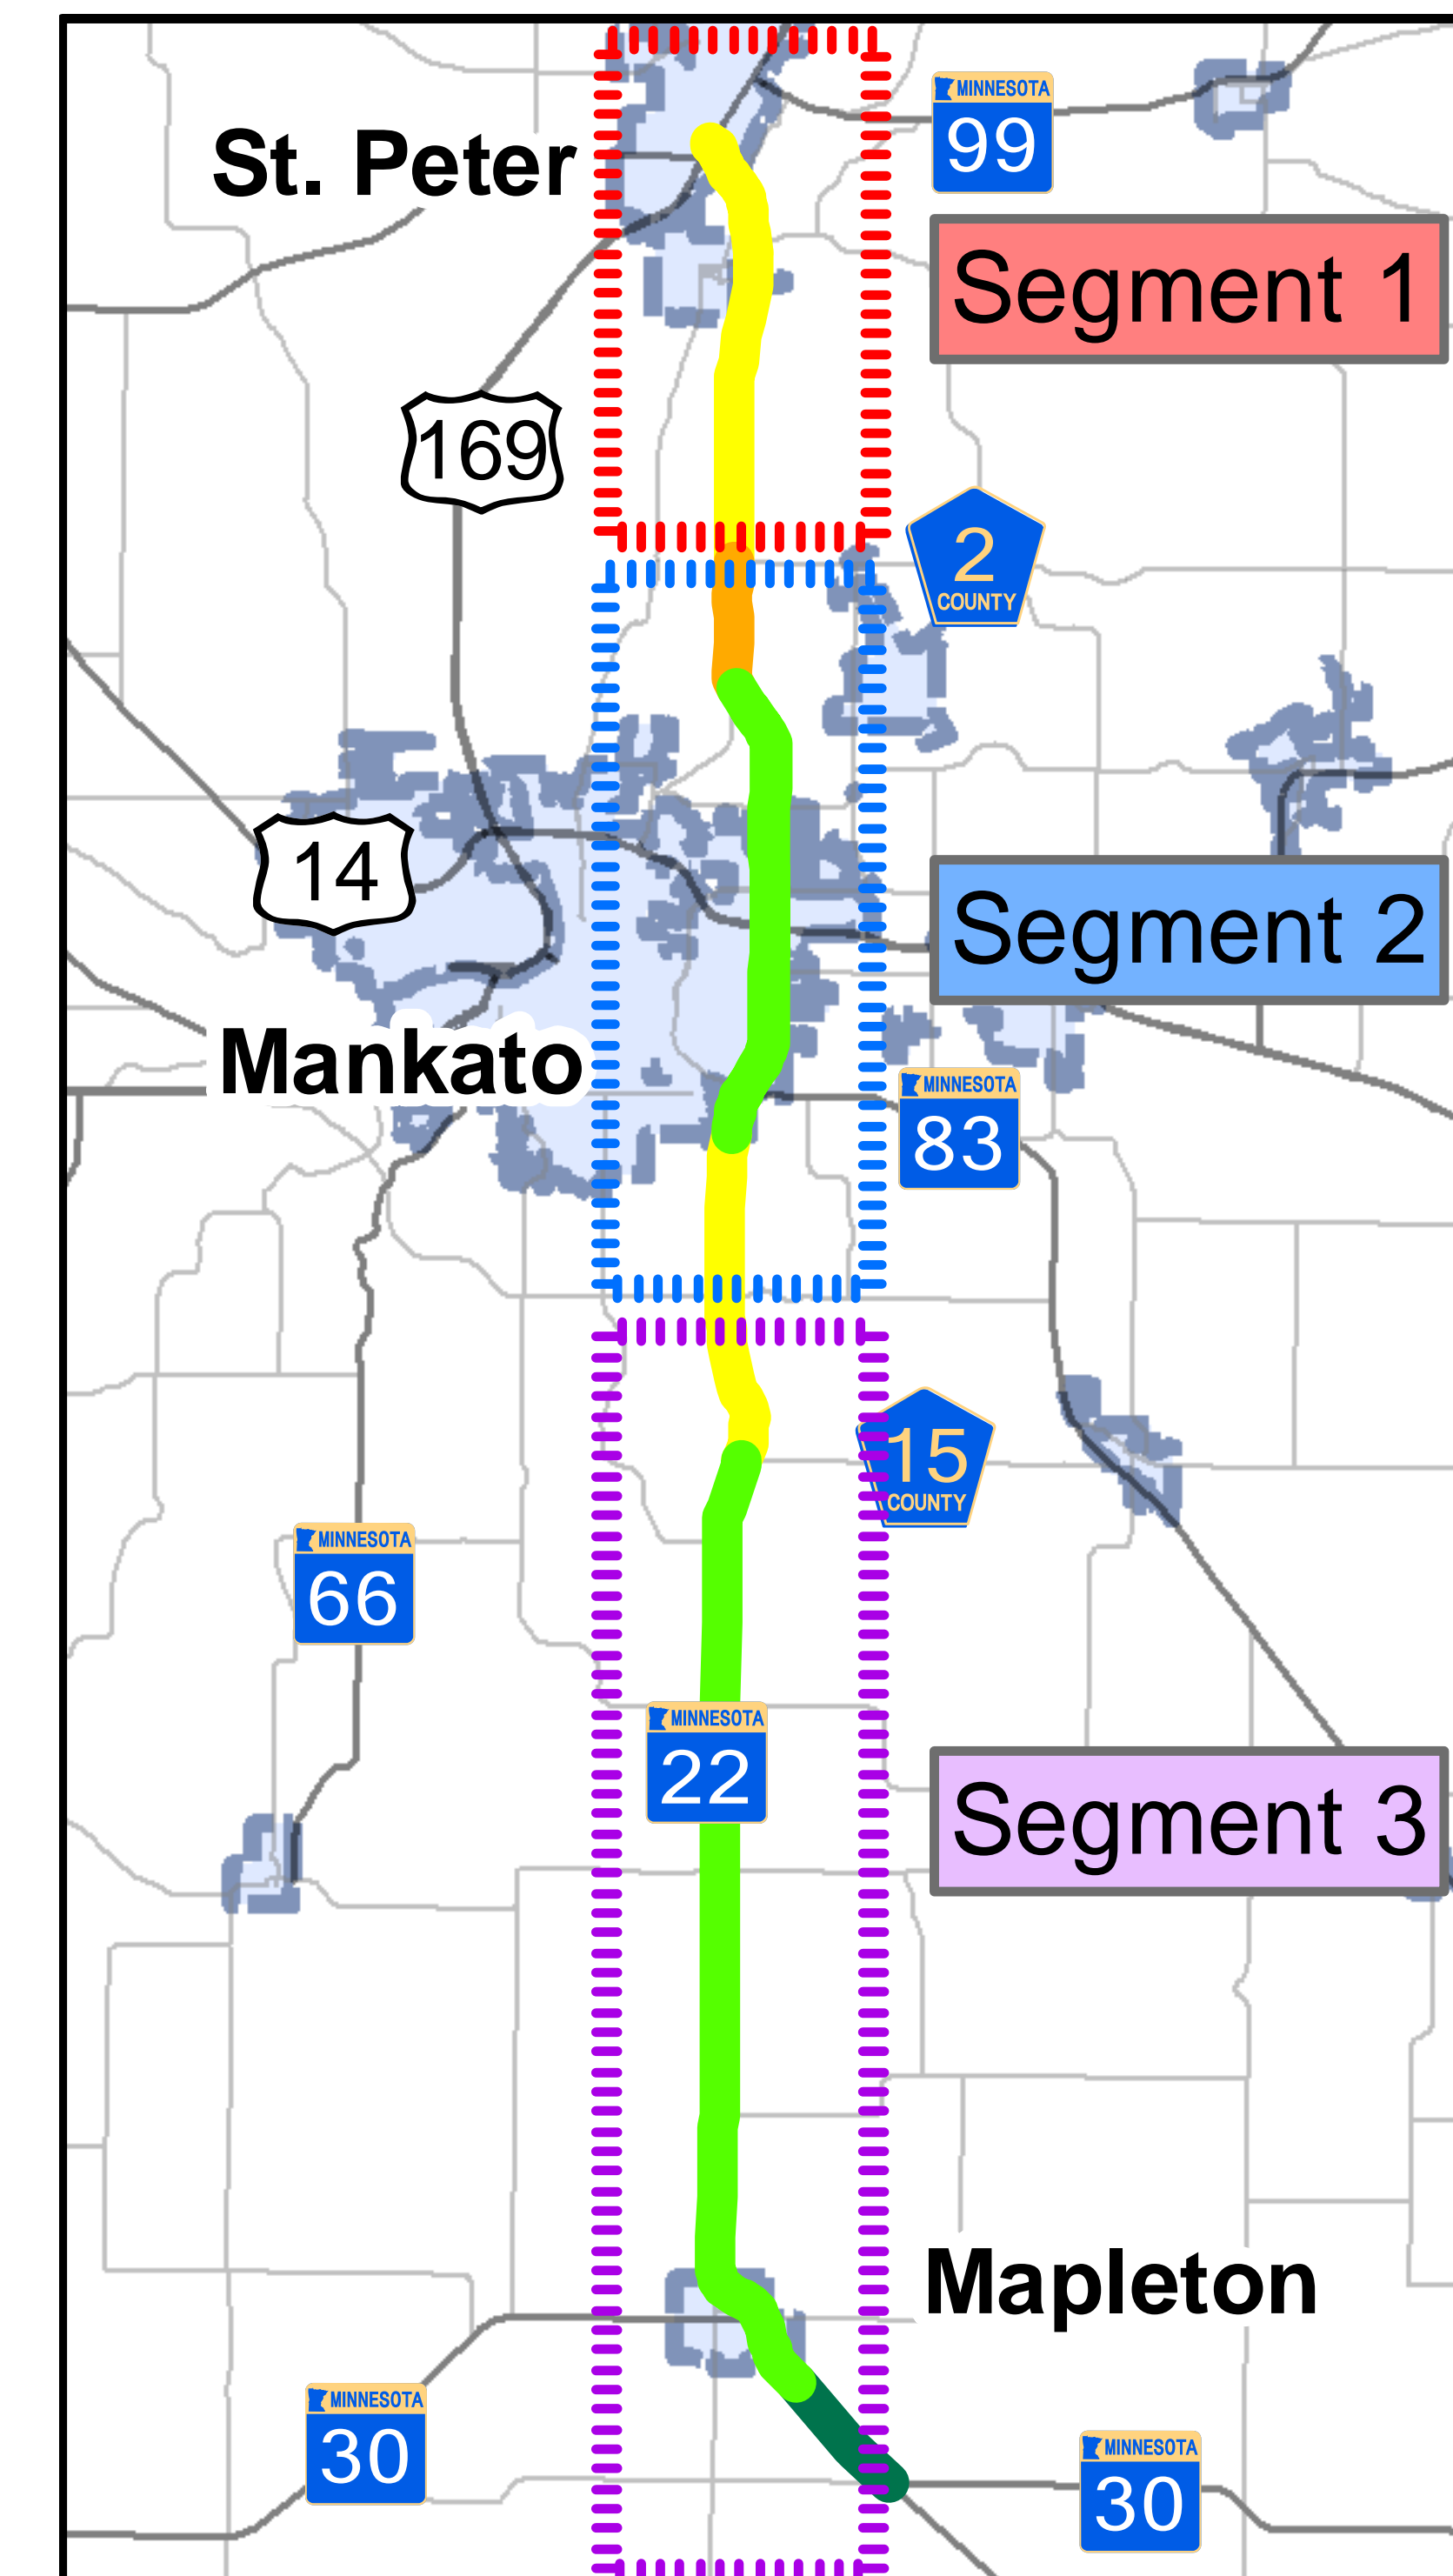 MINNESOTA
99
St. Peter
Segment 1
169
2
COUNTY
14
Segment 2
Mankato
MINNESOTA
83
15
COUNTY
MINNESOTA
66
MINNESOTA
22
Segment 3
Mapleton
MINNESOTA
30
MINNESOTA
30